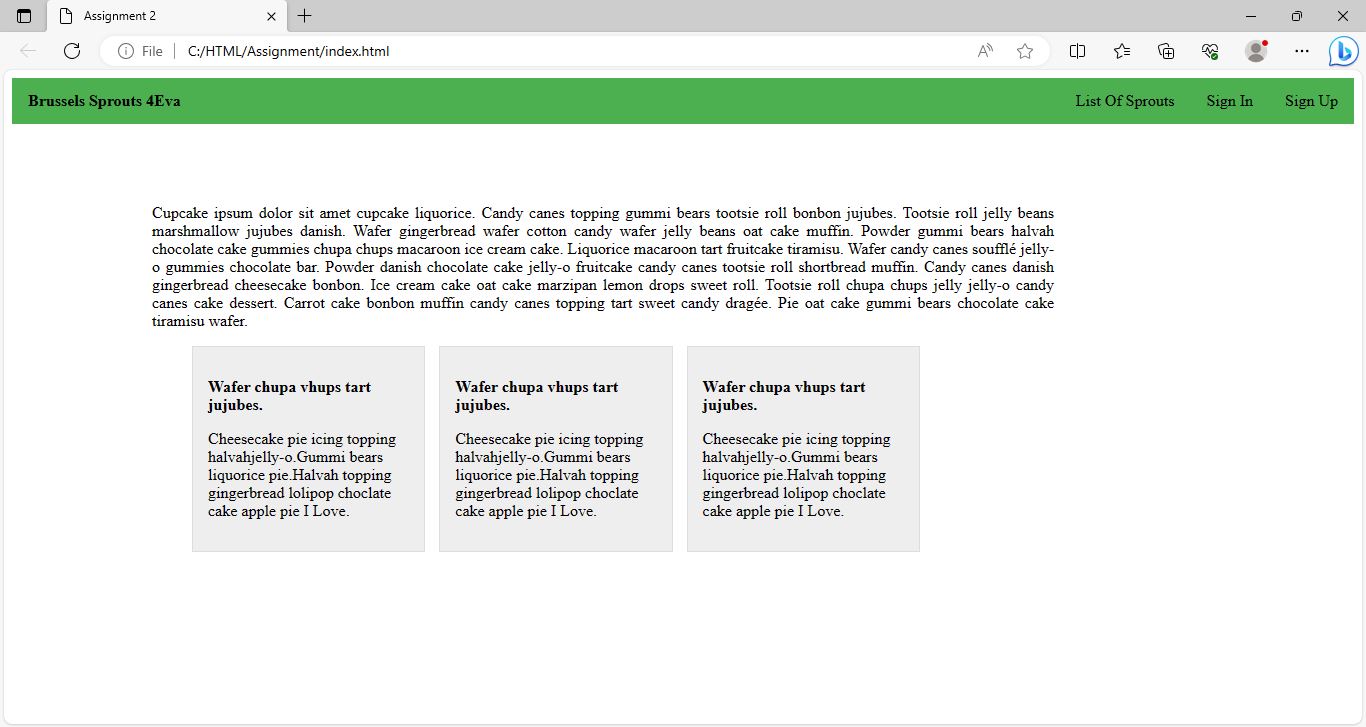 Assignment 2
File C:/HTML/Assignment/index.html
Brussels Sprouts 4Eva List Of Sprouts Sign In Sign Up
Cupcake ipsum dolor sit amet cupcake liquorice. Candy canes topping gummi bears tootsie roll bonbon jujubes. Tootsie roll jelly beans
marshmallow jujubes danish. Wafer gingerbread wafer cotton candy wafer jelly beans oat cake muffin. Powder gummi bears halvah
chocolate cake gummies chupa chups macaroon ice cream cake. Liquorice macaroon tart fruitcake tiramisu. Wafer candy canes soufflé jelly-
o gummies chocolate bar. Powder danish chocolate cake jelly-o fruitcake candy canes tootsie roll shortbread muffin. Candy canes danish
gingerbread cheesecake bonbon. Ice cream cake oat cake marzipan lemon drops sweet roll. Tootsie roll chupa chups jelly jelly-o candy
canes cake dessert. Carrot cake bonbon muffin candy canes topping tart sweet candy dragée. Pie oat cake gummi bears chocolate cake
tiramisu wafer.
Wafer chupa vhups tart
jujubes.
Cheesecake pie icing topping
halvahjelly-o.Gummi bears
liquorice pie.Halvah topping
gingerbread lolipop choclate
cake apple pie I Love.
Wafer chupa vhups tart
jujubes.
Cheesecake pie icing topping
halvahjelly-o.Gummi bears
liquorice pie.Halvah topping
gingerbread lolipop choclate
cake apple pie I Love.
Wafer chupa vhups tart
jujubes.
Cheesecake pie icing topping
halvahjelly-o.Gummi bears
liquorice pie.Halvah topping
gingerbread lolipop choclate
cake apple pie I Love.